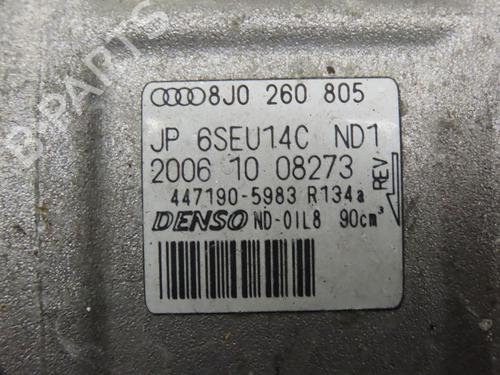 B-PARTS
8J0 260 805
JP 6SEU14C ND1
2006 10 08273
REV
447190-5983 R134a
DENSO ND-OIL8 90cm³